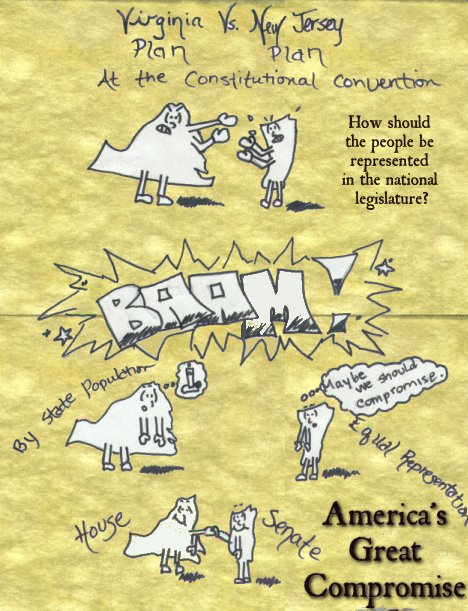 Virginia Vs. New Jersey
Plan Plan
At the Constitutional Convention
How should
the people be
represented
in the national
legislature?
BAOOM!
By State Population
Maybe
we should
compromise.
Equal Representation
House
Senate
America's
Great
Compromise